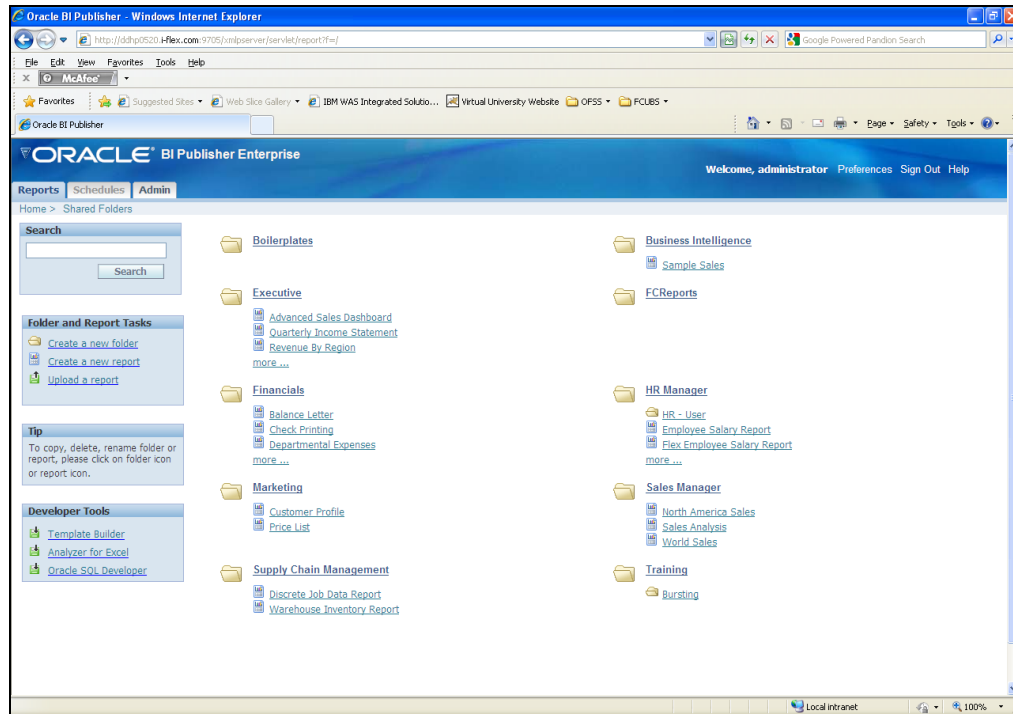 Oracle BI Publisher - Windows Internet Explorer
http://ddhp0520.i-flex.com:9705/xmlpserver/servlet/report?f=/
Google Powered Pandion Search
File Edit View Favorites Tools Help
x McAfee
Favorites Suggested Sites Web Slice Gallery IBM WAS Integrated Solutio... Virtual University Website OFSS FCUBS
Oracle BI Publisher
Page Safety Tools
ORACLE BI Publisher Enterprise
Welcome, administrator Preferences Sign Out Help
Reports Schedules Admin
Home > Shared Folders
Search
Search
Folder and Report Tasks
Create a new folder
Create a new report
Upload a report
Tip
To copy, delete, rename folder or
report, please click on folder icon
or report icon.
Developer Tools
Template Builder
Analyzer for Excel
Oracle SQL Developer
Boilerplates
Business Intelligence
Sample Sales
Executive
Advanced Sales Dashboard
Quarterly Income Statement
Revenue By Region
more ...
FCReports
Financials
Balance Letter
Check Printing
Departmental Expenses
more ...
HR Manager
HR - User
Employee Salary Report
Flex Employee Salary Report
more ...
Marketing
Customer Profile
Price List
Sales Manager
North America Sales
Sales Analysis
World Sales
Supply Chain Management
Discrete Job Data Report
Warehouse Inventory Report
Training
Bursting
Local intranet
100%